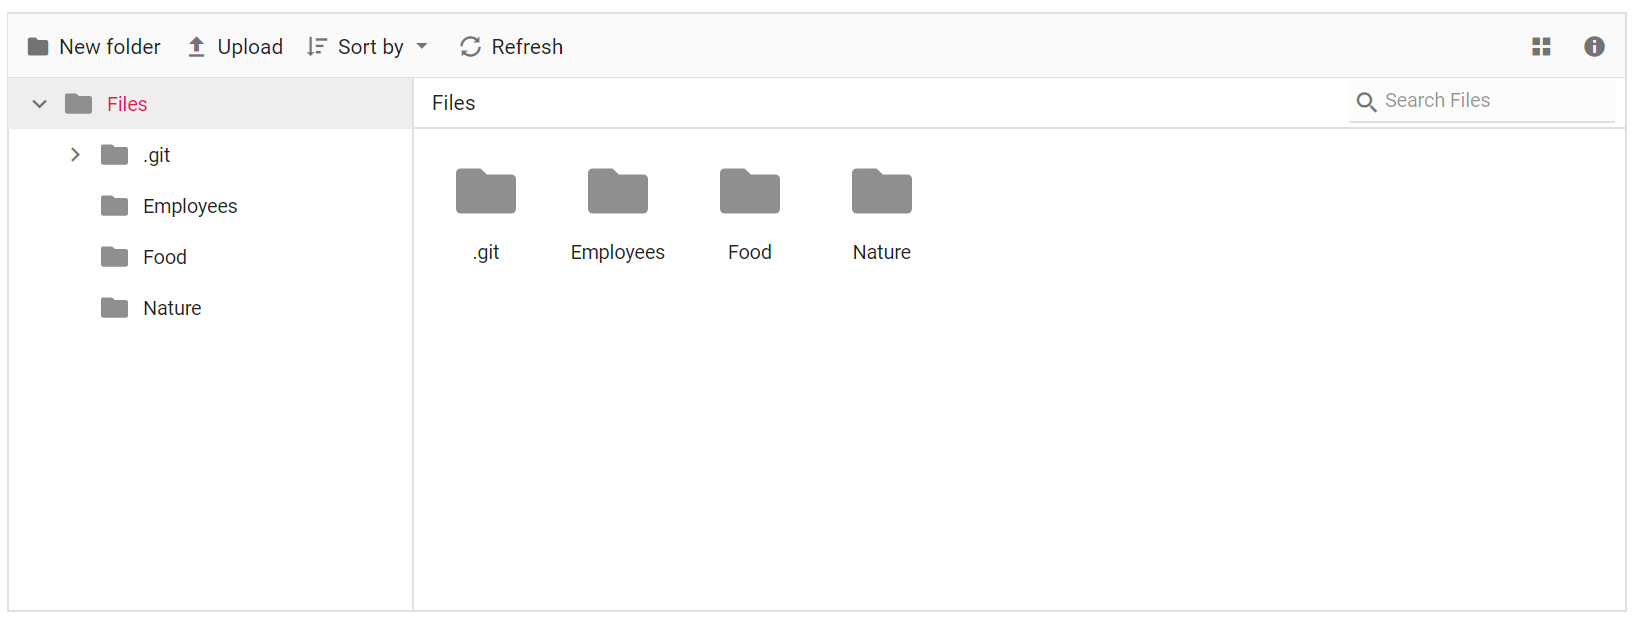 New folder Upload Sort by Refresh
Files
.git
Employees
Food
Nature
Files
Search Files
.git Employees Food Nature